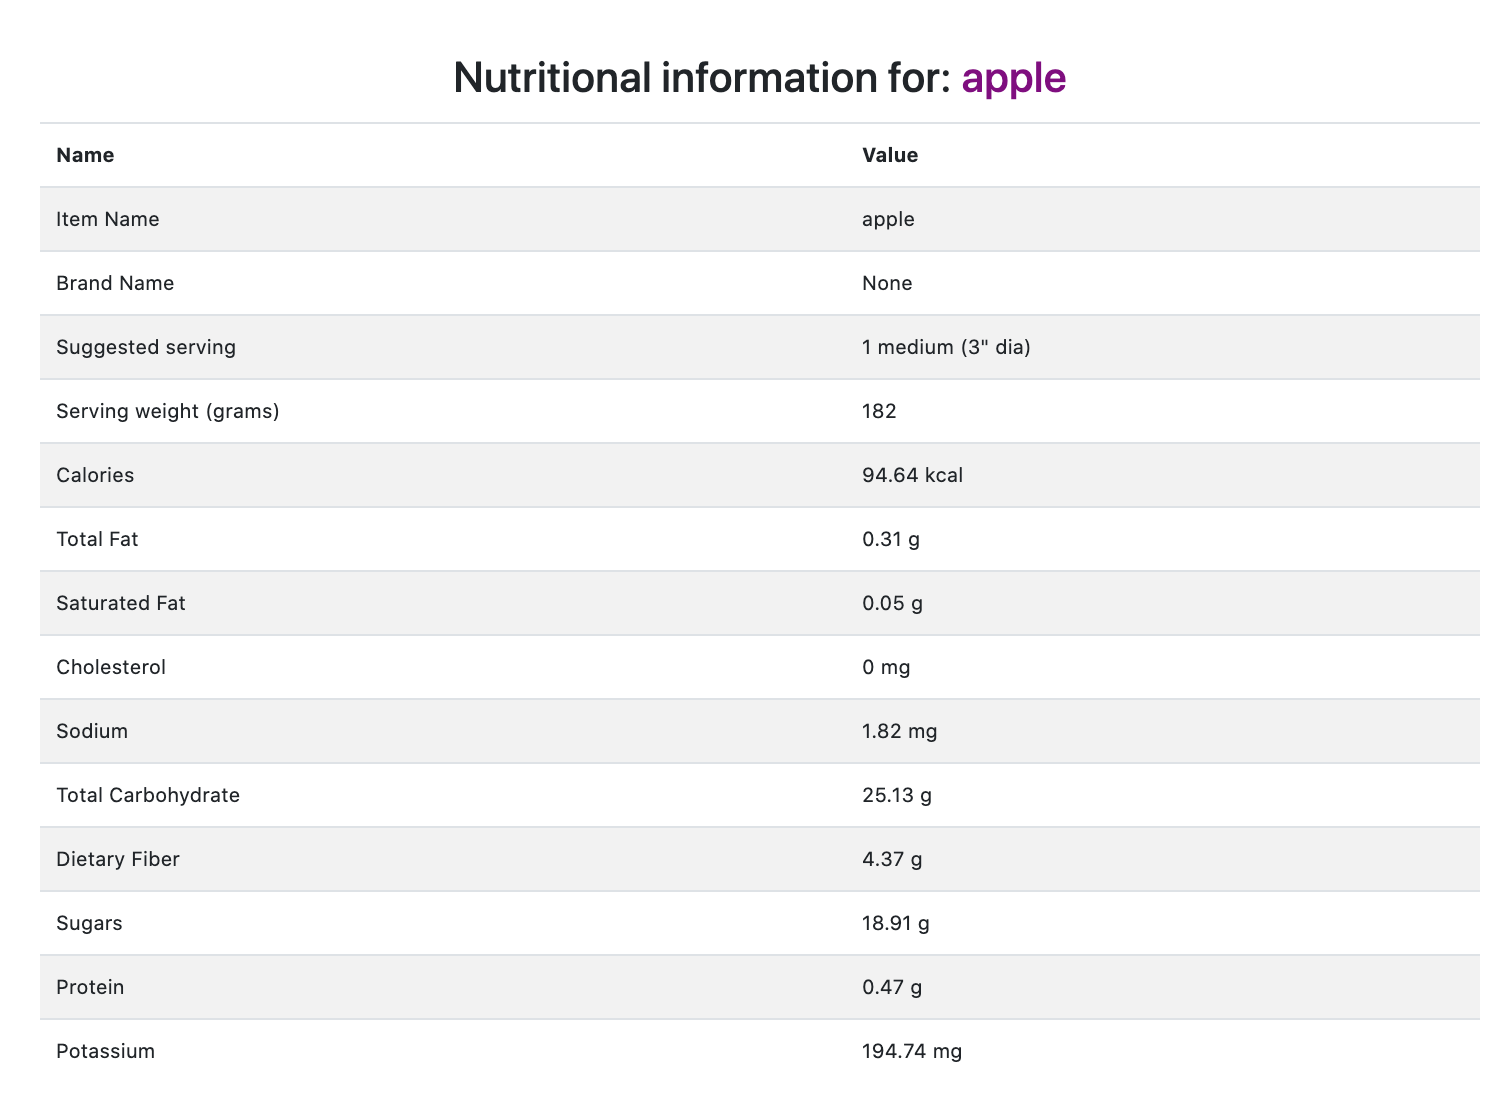 Nutritional information for: apple
Name Value
Item Name apple
Brand Name None
Suggested serving 1 medium (3" dia)
Serving weight (grams) 182
Calories 94.64 kcal
Total Fat 0.31 g
Saturated Fat 0.05 g
Cholesterol 0 mg
Sodium 1.82 mg
Total Carbohydrate 25.13 g
Dietary Fiber 4.37 g
Sugars 18.91 g
Protein 0.47 g
Potassium 194.74 mg